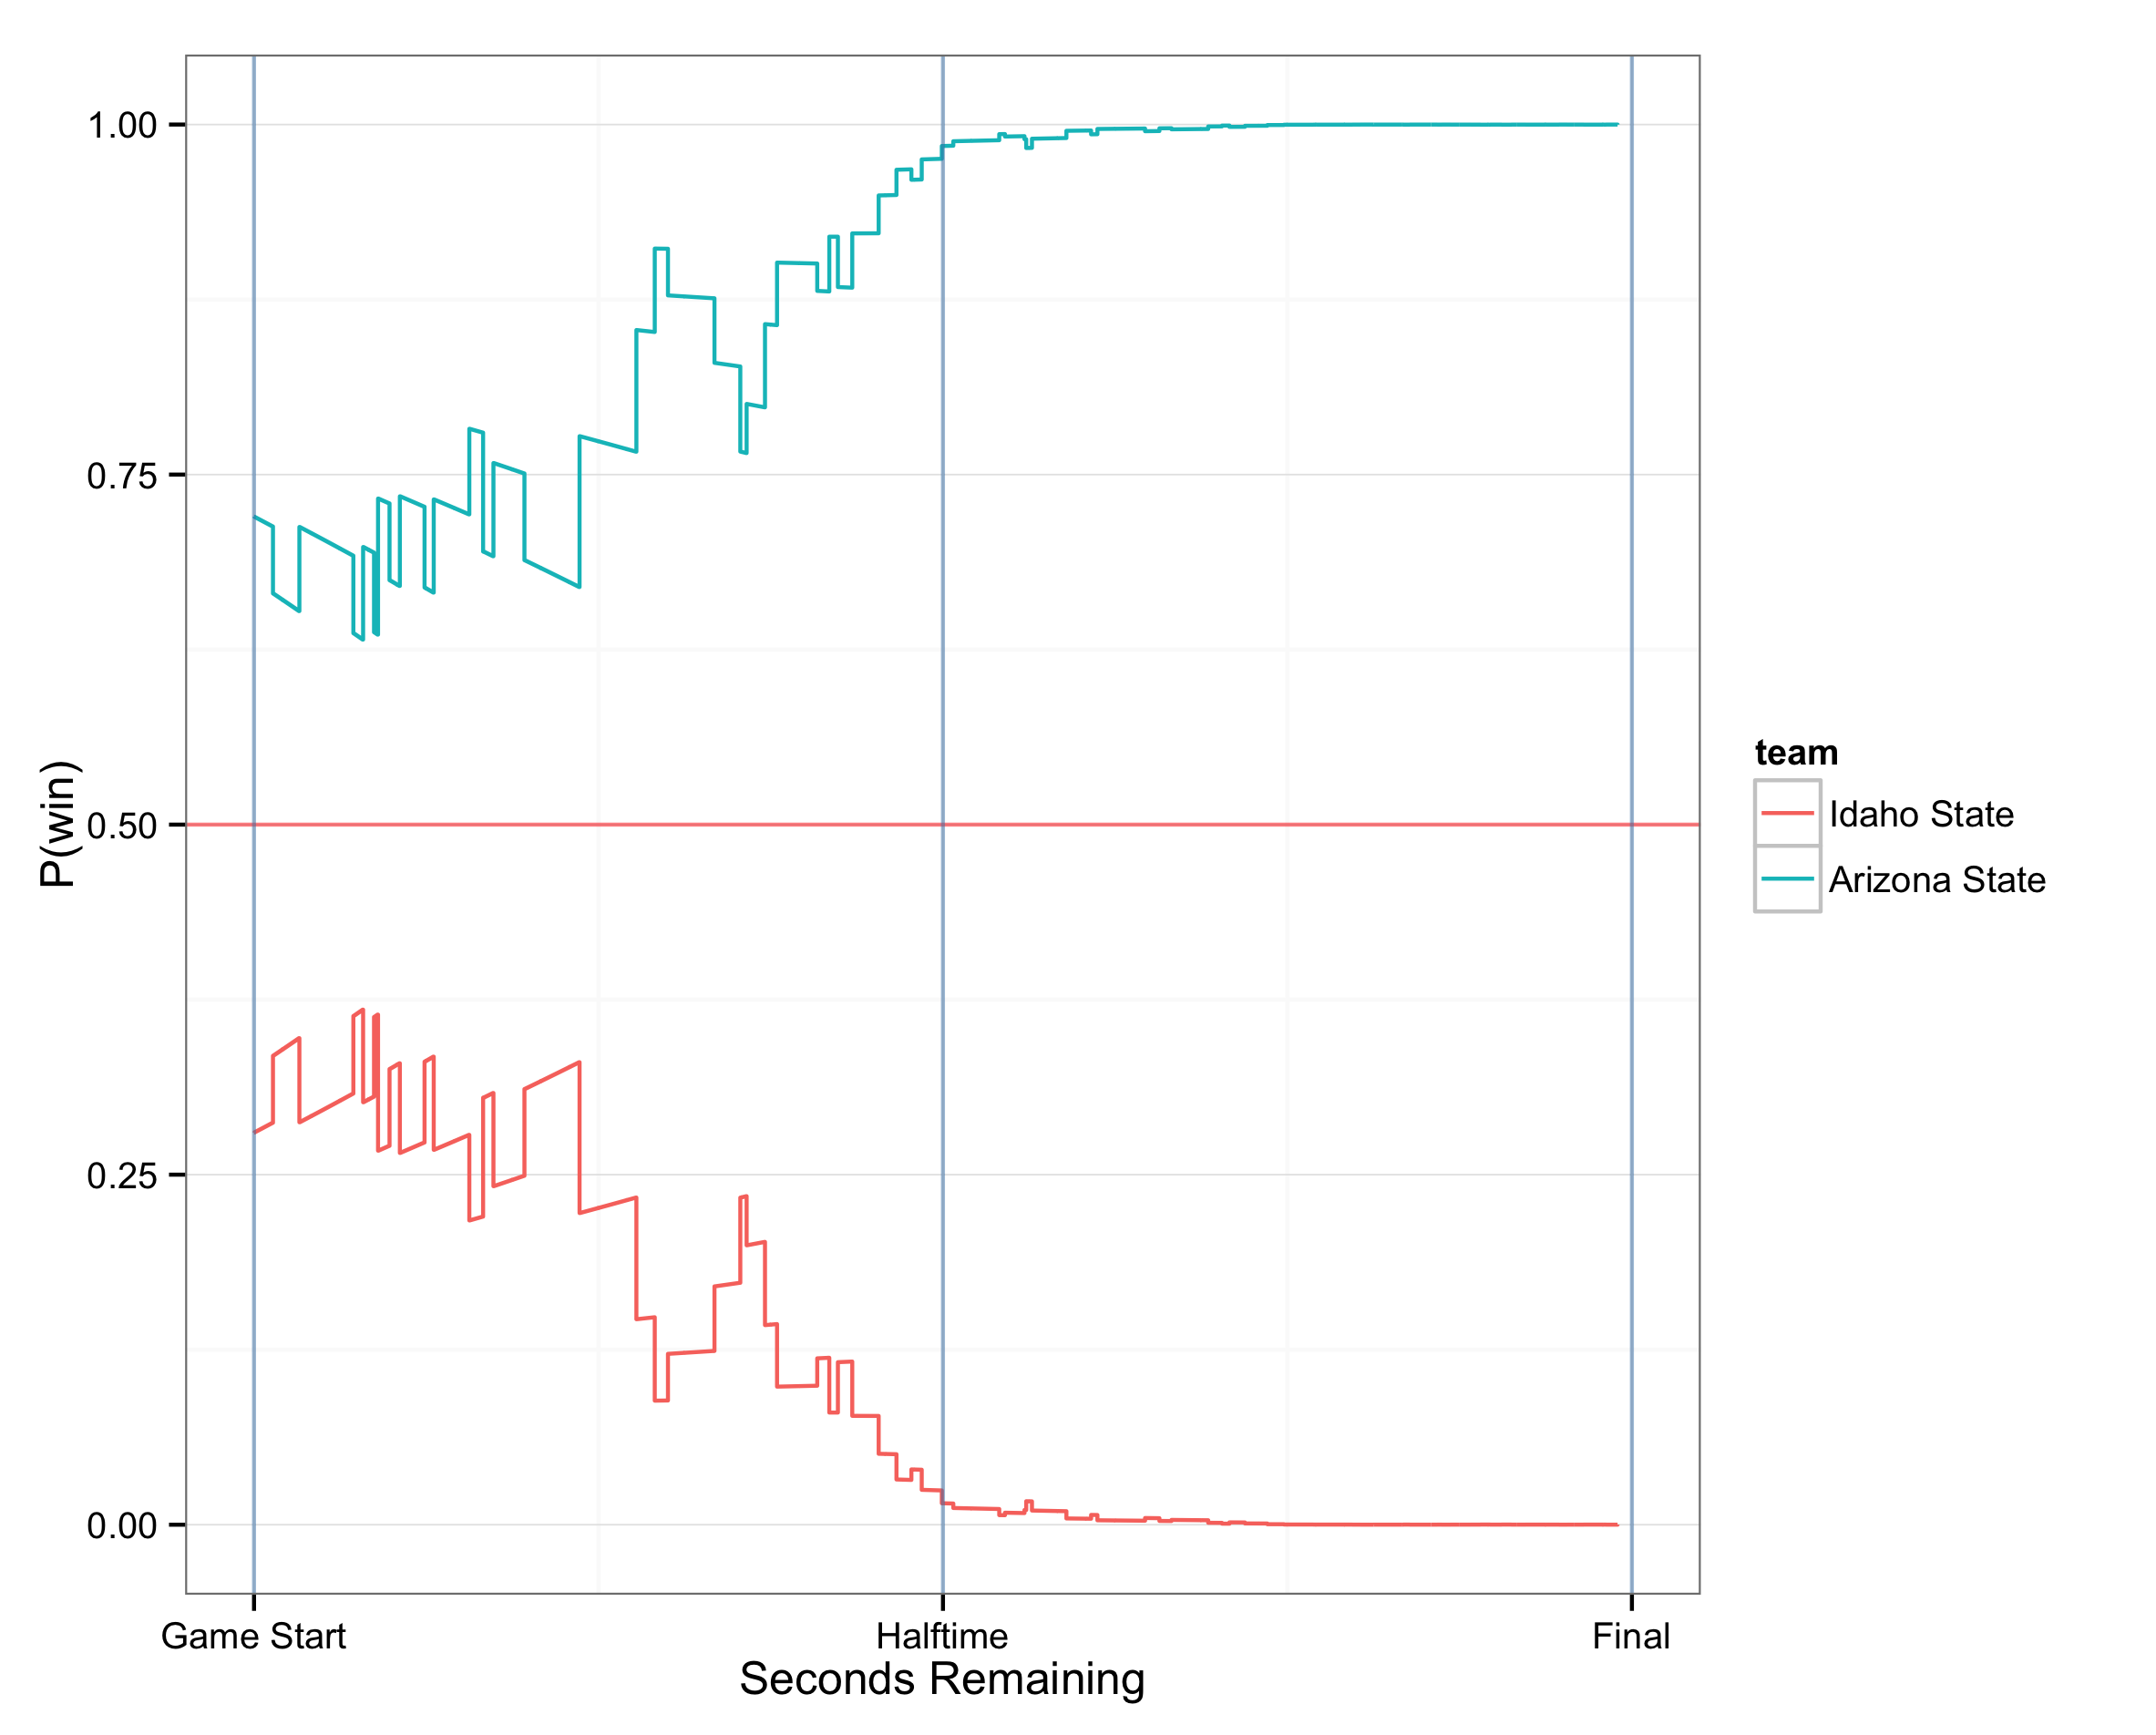 1.00
0.75
0.50
0.25
0.00
P(win)
Game Start
Halftime
Final
Seconds Remaining
team
Idaho State
Arizona State